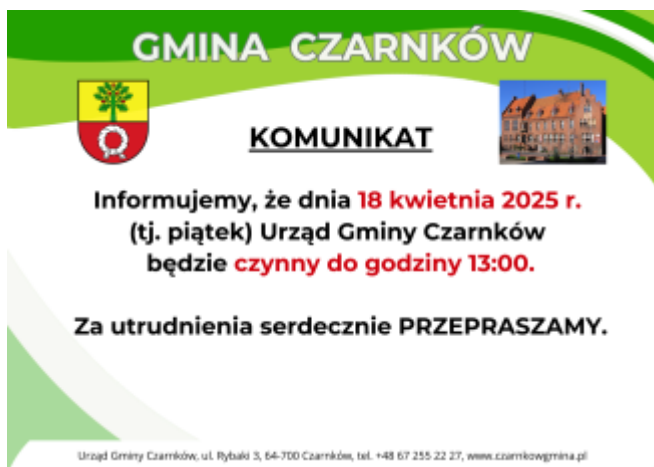 GMINA CZARNKÓW
KOMUNIKAT
Informujemy, że dnia 18 kwietnia 2025 r.
(tj. piątek) Urząd Gminy Czarnków
będzie czynny do godziny 13:00.
Za utrudnienia serdecznie PRZEPRASZAMY.
Urząd Gminy Czarnków, ul. Rybaki 3, 64-700 Czarnków, tel. +48 67 255 22 27, www.czarnkowgmina.pl